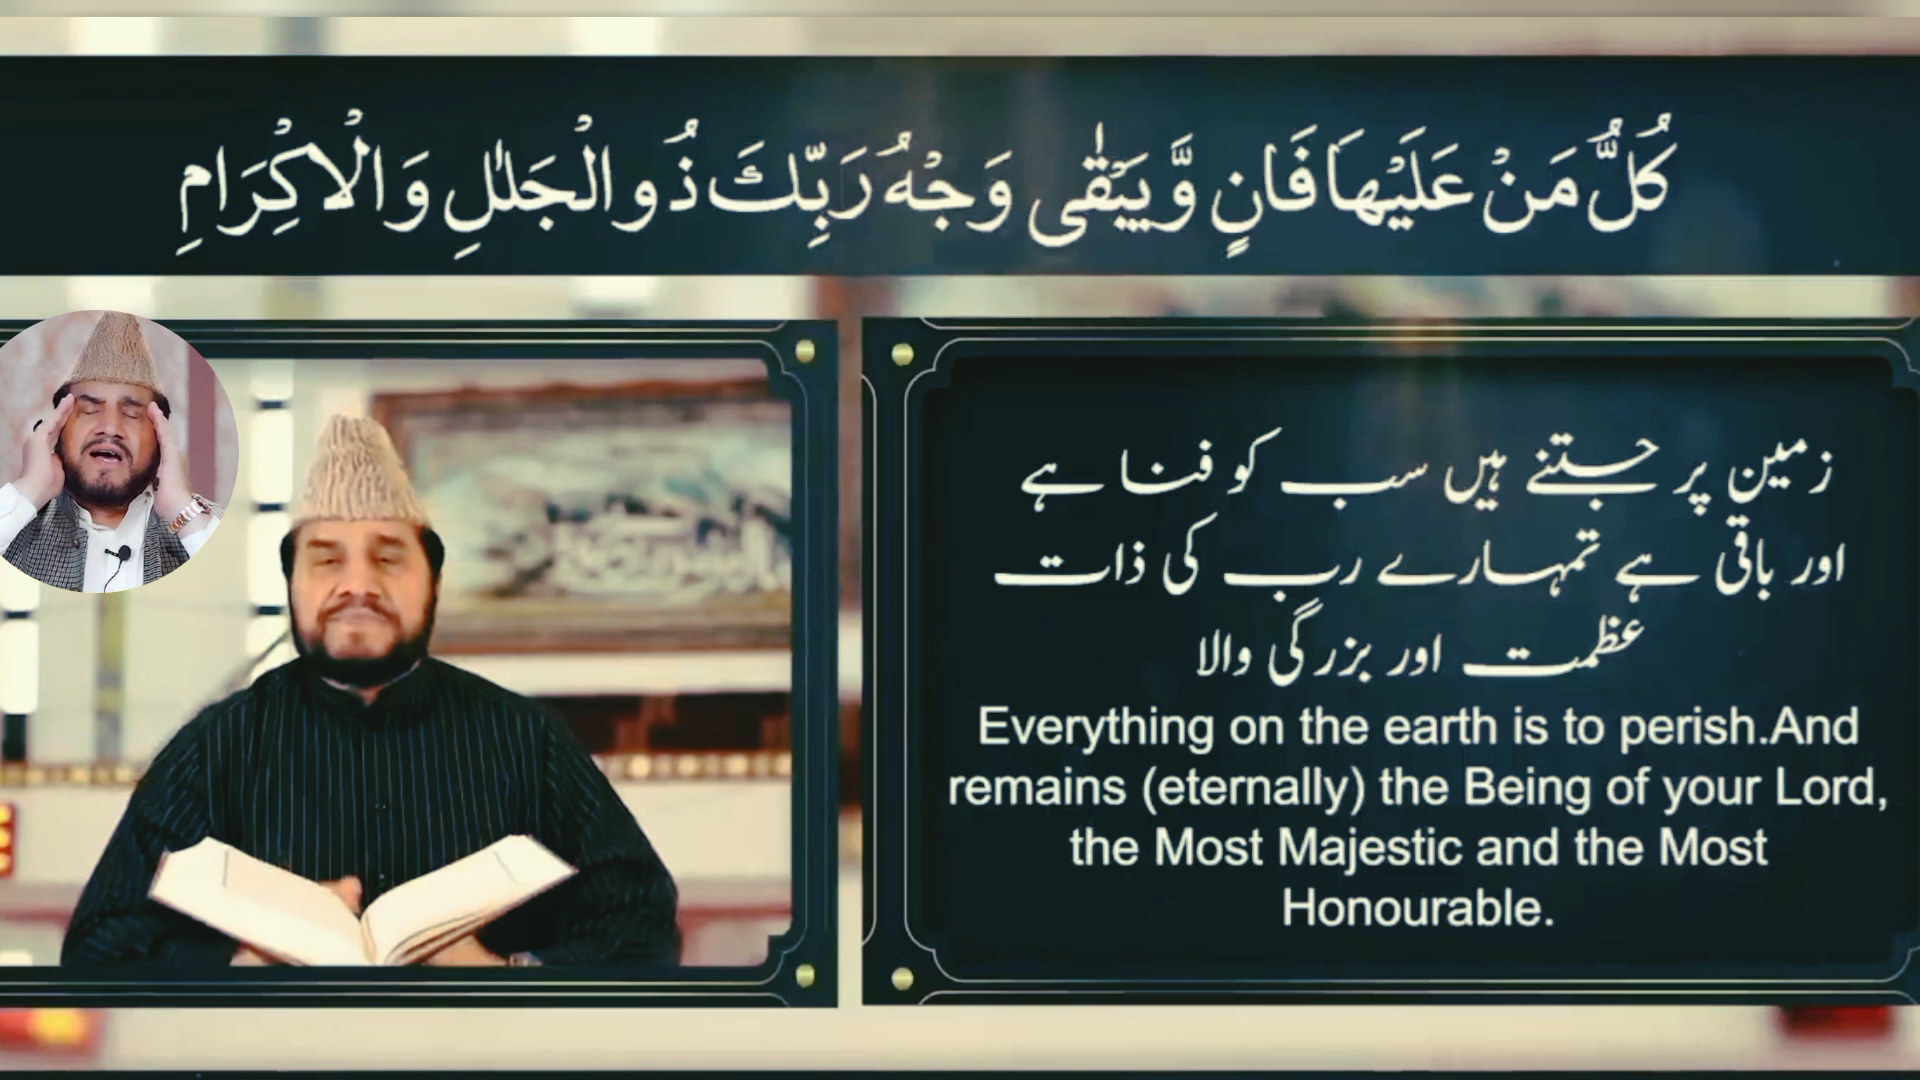 كُلُّ مَنْ عَلَيْهَا فَانٍ وَّيَبْقٰى وَجْهُ رَبِّكَ ذُو الْجَلٰلِ وَالْاِكْرَامِ
زمین پر جتنے ہیں سب کو فنا ہے
اور باقی ہے تمہارے رب کی ذات
عظمت اور بزرگی والا
Everything on the earth is to perish.And
remains (eternally) the Being of your Lord,
the Most Majestic and the Most
Honourable.